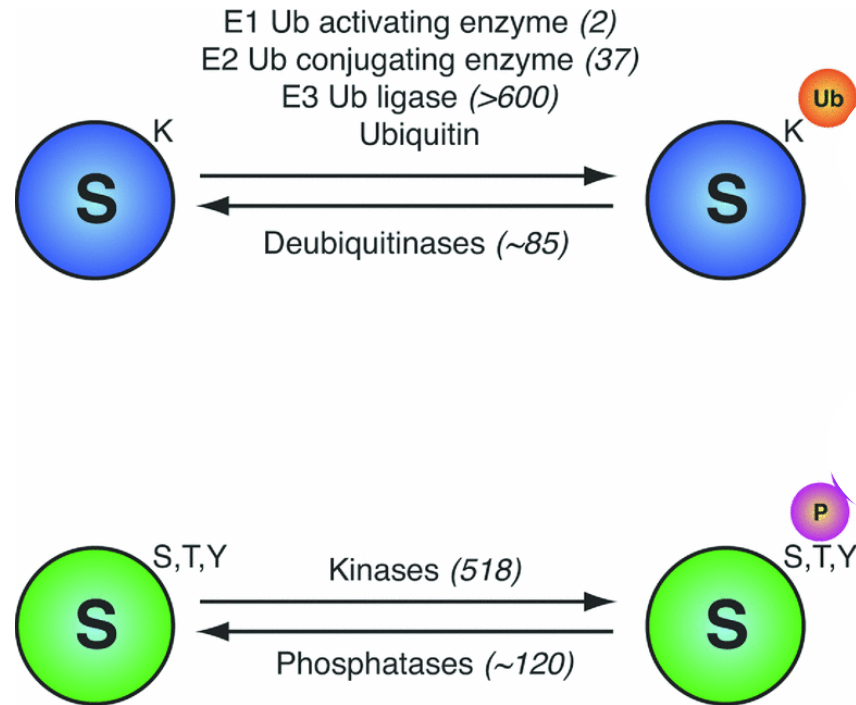 E1 Ub activating enzyme (2)
E2 Ub conjugating enzyme (37)
E3 Ub ligase (>600)
Ubiquitin
K
S
Deubiquitinases (~85)
Ub
K
S
S,T,Y
S
Kinases (518)
Phosphatases (~120)
P
S,T,Y
S